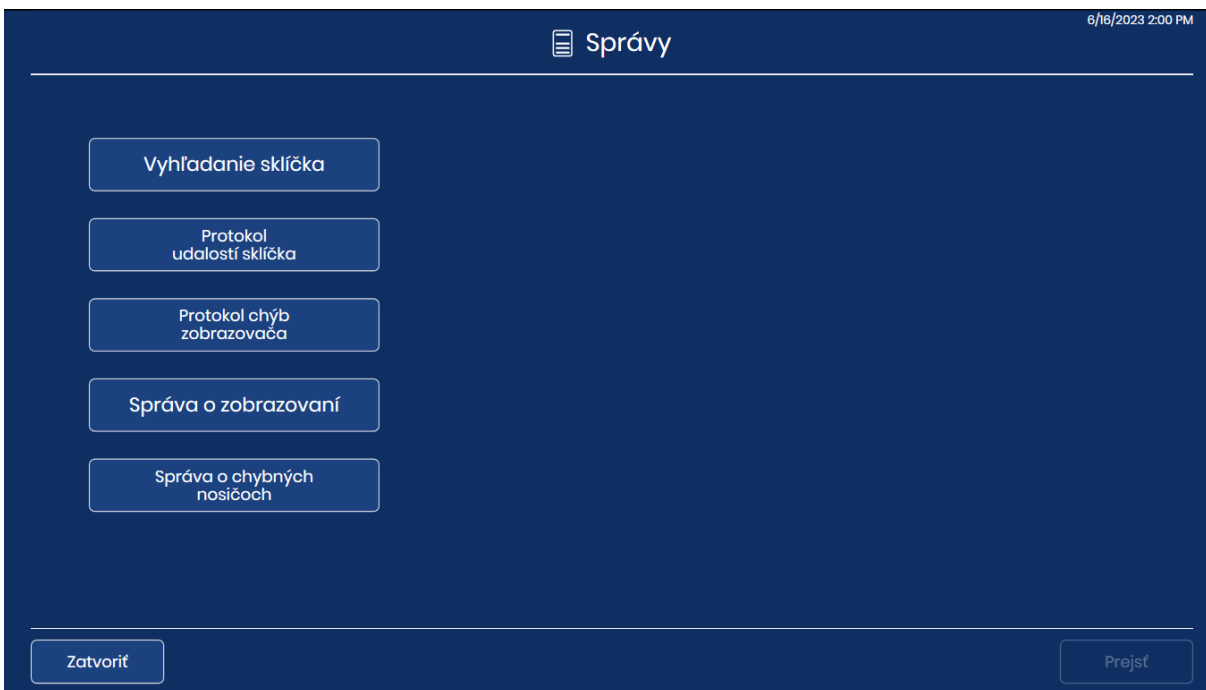 6/16/2023 2:00 PM
Správy
Vyhľadanie sklíčka
Protokol
udalostí sklíčka
Protokol chýb
zobrazovača
Správa o zobrazovaní
Správa o chybných
nosičoch
Zatvoriť
Prejsť